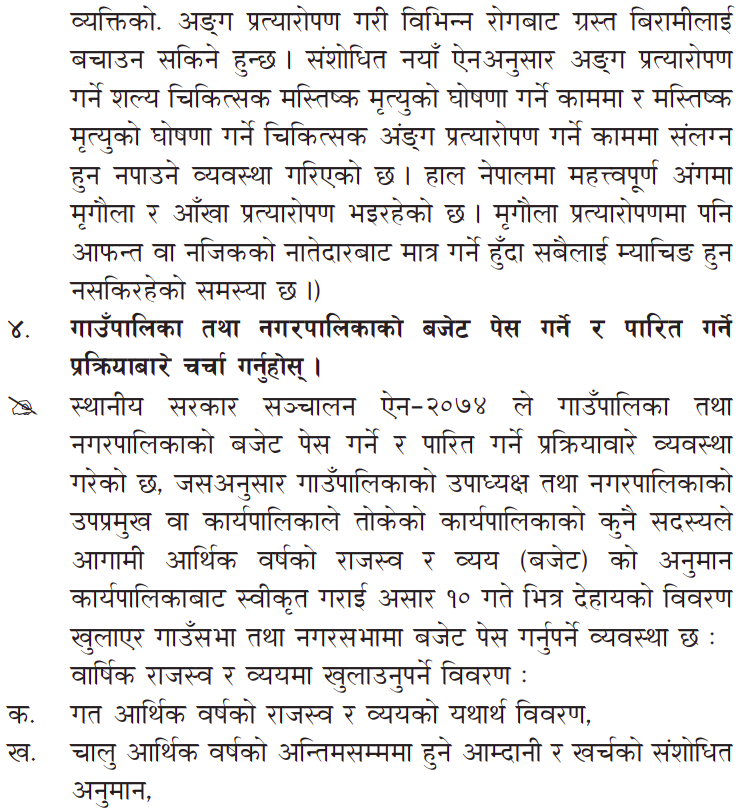 व्यक्तिको. अङ्ग प्रत्यारोपण गरी विभिन्न रोगबाट ग्रस्त बिरामीलाई
बचाउन सकिने हुन्छ । संशोधित नयाँ ऐनअनुसार अङ्ग प्रत्यारोपण
गर्ने शल्य चिकित्सक मस्तिष्क मृत्युको घोषणा गर्ने काममा र मस्तिष्क
मृत्युको घोषणा गर्ने चिकित्सक अंङ्ग प्रत्यारोपण गर्ने काममा संलग्न
हुन नपाउने व्यवस्था गरिएको छ । हाल नेपालमा महत्त्वपूर्ण अंगमा
मृगौला र आँखा प्रत्यारोपण भइरहेको छ । मृगौला प्रत्यारोपणमा पनि
आफन्त वा नजिकको नातेदारबाट मात्र गर्ने हुँदा सबैलाई म्याचिङ हुन
नसकिरहेको समस्या छ ।)
४. गाउँपालिका तथा नगरपालिकाको बजेट पेस गर्ने र पारित गर्ने
प्रक्रियाबारे चर्चा गर्नुहोस् ।
स्थानीय सरकार सञ्चालन ऐन-२०७४ ले गाउँपालिका तथा
नगरपालिकाको बजेट पेस गर्ने र पारित गर्ने प्रक्रियावारे व्यवस्था
गरेको छ, जसअनुसार गाउँपालिकाको उपाध्यक्ष तथा नगरपालिकाको
उपप्रमुख वा कार्यपालिकाले तोकेको कार्यपालिकाको कुनै सदस्यले
आगामी आर्थिक वर्षको राजस्व र व्यय (बजेट) को अनुमान
कार्यपालिकाबाट स्वीकृत गराई असार १० गते भित्र देहायको विवरण
खुलाएर गाउँसभा तथा नगरसभामा बजेट पेस गर्नुपर्ने व्यवस्था छ :
वार्षिक राजस्व र व्ययमा खुलाउनुपर्ने विवरण :
क. गत आर्थिक वर्षको राजस्व र व्ययको यथार्थ विवरण,
ख. चालु आर्थिक वर्षको अन्तिमसम्ममा हुने आम्दानी र खर्चको संशोधित
अनुमान,